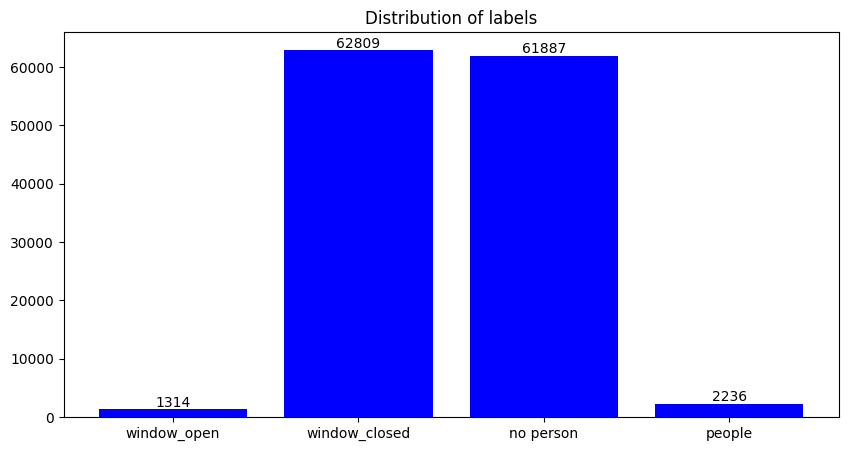 Distribution of labels
60000
50000
40000
30000
20000
10000
0
1314
62809
61887
2236
window_open
window_closed
no person
people